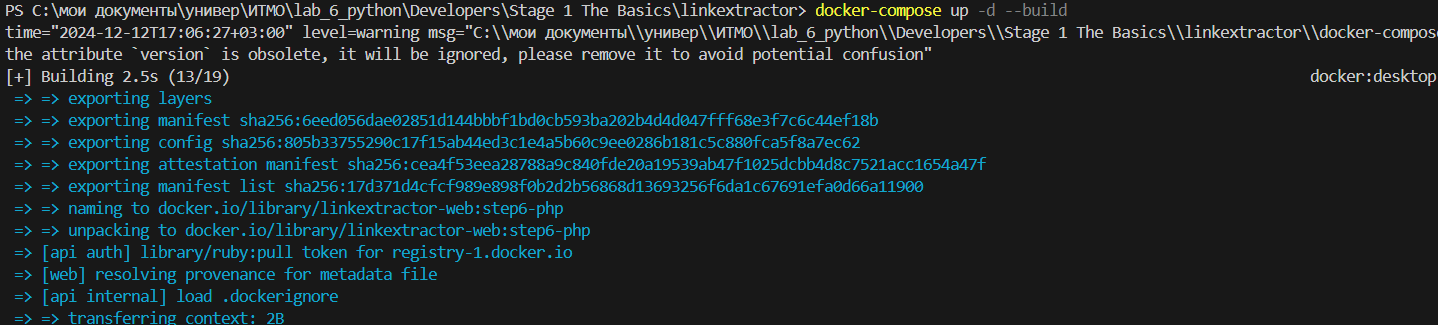 PS C:\мои документы\универ\ИТМО\lab_6_python\Developers\Stage 1 The Basics\linkextractor> docker-compose up -d --build
time="2024-12-12T17:06:27+03:00" level=warning msg="C:\\мои документы\\универ\\ИТМО\\lab_6_python\\Developers\\Stage 1 The Basics\\linkextractor\\docker-compose
the attribute `version` is obsolete, it will be ignored, please remove it to avoid potential confusion"
[+] Building 2.5s (13/19) docker:desktop
=> => exporting layers
=> => exporting manifest sha256:6eed056dae02851d144bbbf1bd0cb593ba202b4d4d047fff68e3f7c6c44ef18b
=> => exporting config sha256:805b33755290c17f15ab44ed3c1e4a5b60c9ee0286b181c5c880fca5f8a7ec62
=> => exporting attestation manifest sha256:cea4f53eea28788a9c840fde20a19539ab47f1025dcbb4d8c7521acc1654a47f
=> => exporting manifest list sha256:17d371d4cfcf989e898f0b2d2b56868d13693256f6da1c67691efa0d66a11900
=> => naming to docker.io/library/linkextractor-web:step6-php
=> => unpacking to docker.io/library/linkextractor-web:step6-php
=> [api auth] library/ruby:pull token for registry-1.docker.io
=> [web] resolving provenance for metadata file
=> [api internal] load .dockerignore
=> => transferring context: 2B